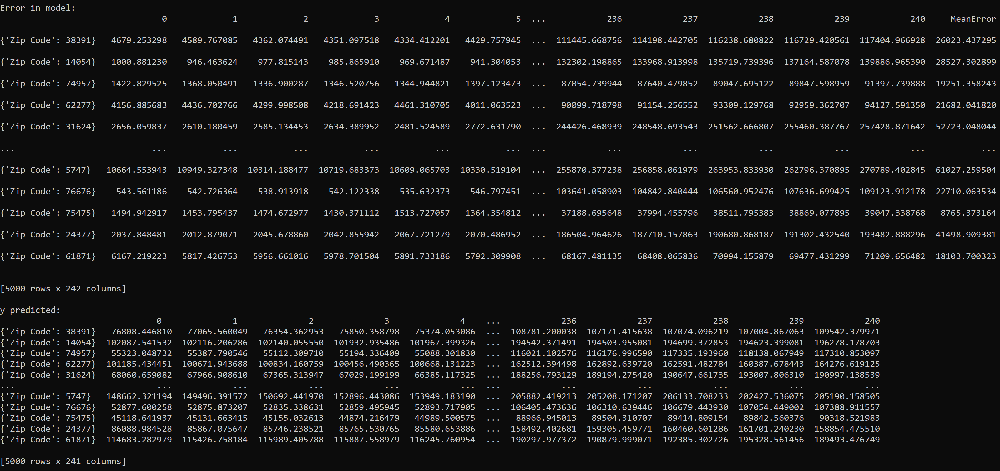 Error in model:
0 1 2 3 4 5 ... 236 237 238 239 240 MeanError
{'Zip Code': 38391} 4679.253298 4589.767085 4362.074491 4351.097518 4334.412201 4429.757945 ... 111445.668756 114198.442705 116238.680822 116729.420561 117404.966928 26023.437295
{'Zip Code': 14054} 1000.881230 946.463624 977.815143 985.865910 969.671487 941.304053 ... 132302.198865 133968.913998 135719.739396 137164.587078 139886.965390 28527.302899
{'Zip Code': 74957} 1422.829525 1368.050491 1336.900287 1346.520756 1344.944821 1397.123473 ... 87054.739944 87640.479852 89047.695122 89847.598959 91397.739888 19251.358243
{'Zip Code': 62277} 4156.885683 4436.702766 4299.998508 4218.691423 4461.310705 4011.063523 ... 90099.718798 91154.256552 93309.129768 92959.362707 94127.591350 21682.041820
{'Zip Code': 31624} 2656.059837 2610.180459 2585.134453 2634.389952 2481.524589 2772.631790 ... 244426.468939 248548.693543 251562.666807 255460.387767 257428.871642 52723.048044
... ... ... ... ... ... ... ... ... ... ... ... ... ...
{'Zip Code': 5747} 10664.553943 10949.327348 10314.188477 10719.683373 10609.065703 10330.519104 ... 255870.377238 256858.061979 263953.833930 262796.370895 270789.402845 61027.259504
{'Zip Code': 76676} 543.561186 542.726364 538.913918 542.122338 535.632373 546.797451 ... 103641.058903 104842.840444 106560.952476 107636.699425 109123.912178 22710.063534
{'Zip Code': 75475} 1494.942917 1453.795437 1474.672977 1430.371112 1513.727057 1364.354812 ... 37188.695648 37994.455796 38511.795383 38869.077895 39047.338768 8765.373164
{'Zip Code': 24377} 2037.848481 2012.879071 2045.678860 2042.855942 2067.721279 2070.486952 ... 186504.964626 187710.157863 190680.868187 191302.432540 193482.888296 41498.909381
{'Zip Code': 61871} 6167.219223 5817.426753 5956.661016 5978.701504 5891.733186 5792.309908 ... 68167.481135 68408.065836 70994.155879 69477.431299 71209.656482 18103.700323
[5000 rows x 242 columns]
y predicted:
0 1 2 3 4 ... 236 237 238 239 240
{'Zip Code': 38391} 76808.446810 77065.560049 76354.362953 75850.358798 75374.053086 ... 108781.200038 107171.415638 107074.096219 107004.867063 109542.379971
{'Zip Code': 14054} 102087.541532 102116.206286 102140.055550 101932.935486 101967.399326 ... 194542.371491 194503.955081 194699.372853 194623.399081 196278.178703
{'Zip Code': 74957} 55323.048732 55387.790546 55112.309710 55194.336409 55088.301830 ... 116021.102576 116176.996590 117335.193960 118138.067949 117310.853097
{'Zip Code': 62277} 101185.434451 100671.943688 100834.160759 100456.490365 100668.131223 ... 162512.394498 162892.639720 162591.482784 160387.678443 164276.619125
{'Zip Code': 31624} 68060.659082 67966.908610 67365.313947 67029.199199 66385.117325 ... 188256.793129 189194.275420 190647.661735 193007.806310 190997.138539
... ... ... ... ... ... ... ... ... ... ... ...
{'Zip Code': 5747} 148662.321194 149496.391572 150692.441970 152896.443086 153949.183190 ... 205882.419213 205208.171207 206133.708233 202427.536075 205190.158505
{'Zip Code': 76676} 52877.600258 52875.873207 52835.338631 52859.495945 52893.717905 ... 106405.473636 106310.639446 106679.443930 107054.449002 107388.911557
{'Zip Code': 75475} 45118.641937 45131.663415 45155.032613 44874.216479 44989.500575 ... 88966.945013 89504.310707 89414.809154 89842.560376 90318.521983
{'Zip Code': 24377} 86088.984528 85867.075647 85746.238521 85765.530765 85580.653886 ... 158492.402681 159305.459771 160460.601286 161701.240230 158854.475510
{'Zip Code': 61871} 114683.282979 115426.758184 115989.405788 115887.558979 116245.760954 ... 190297.977372 190879.999071 192385.302726 195328.561456 189493.476749
[5000 rows x 241 columns]